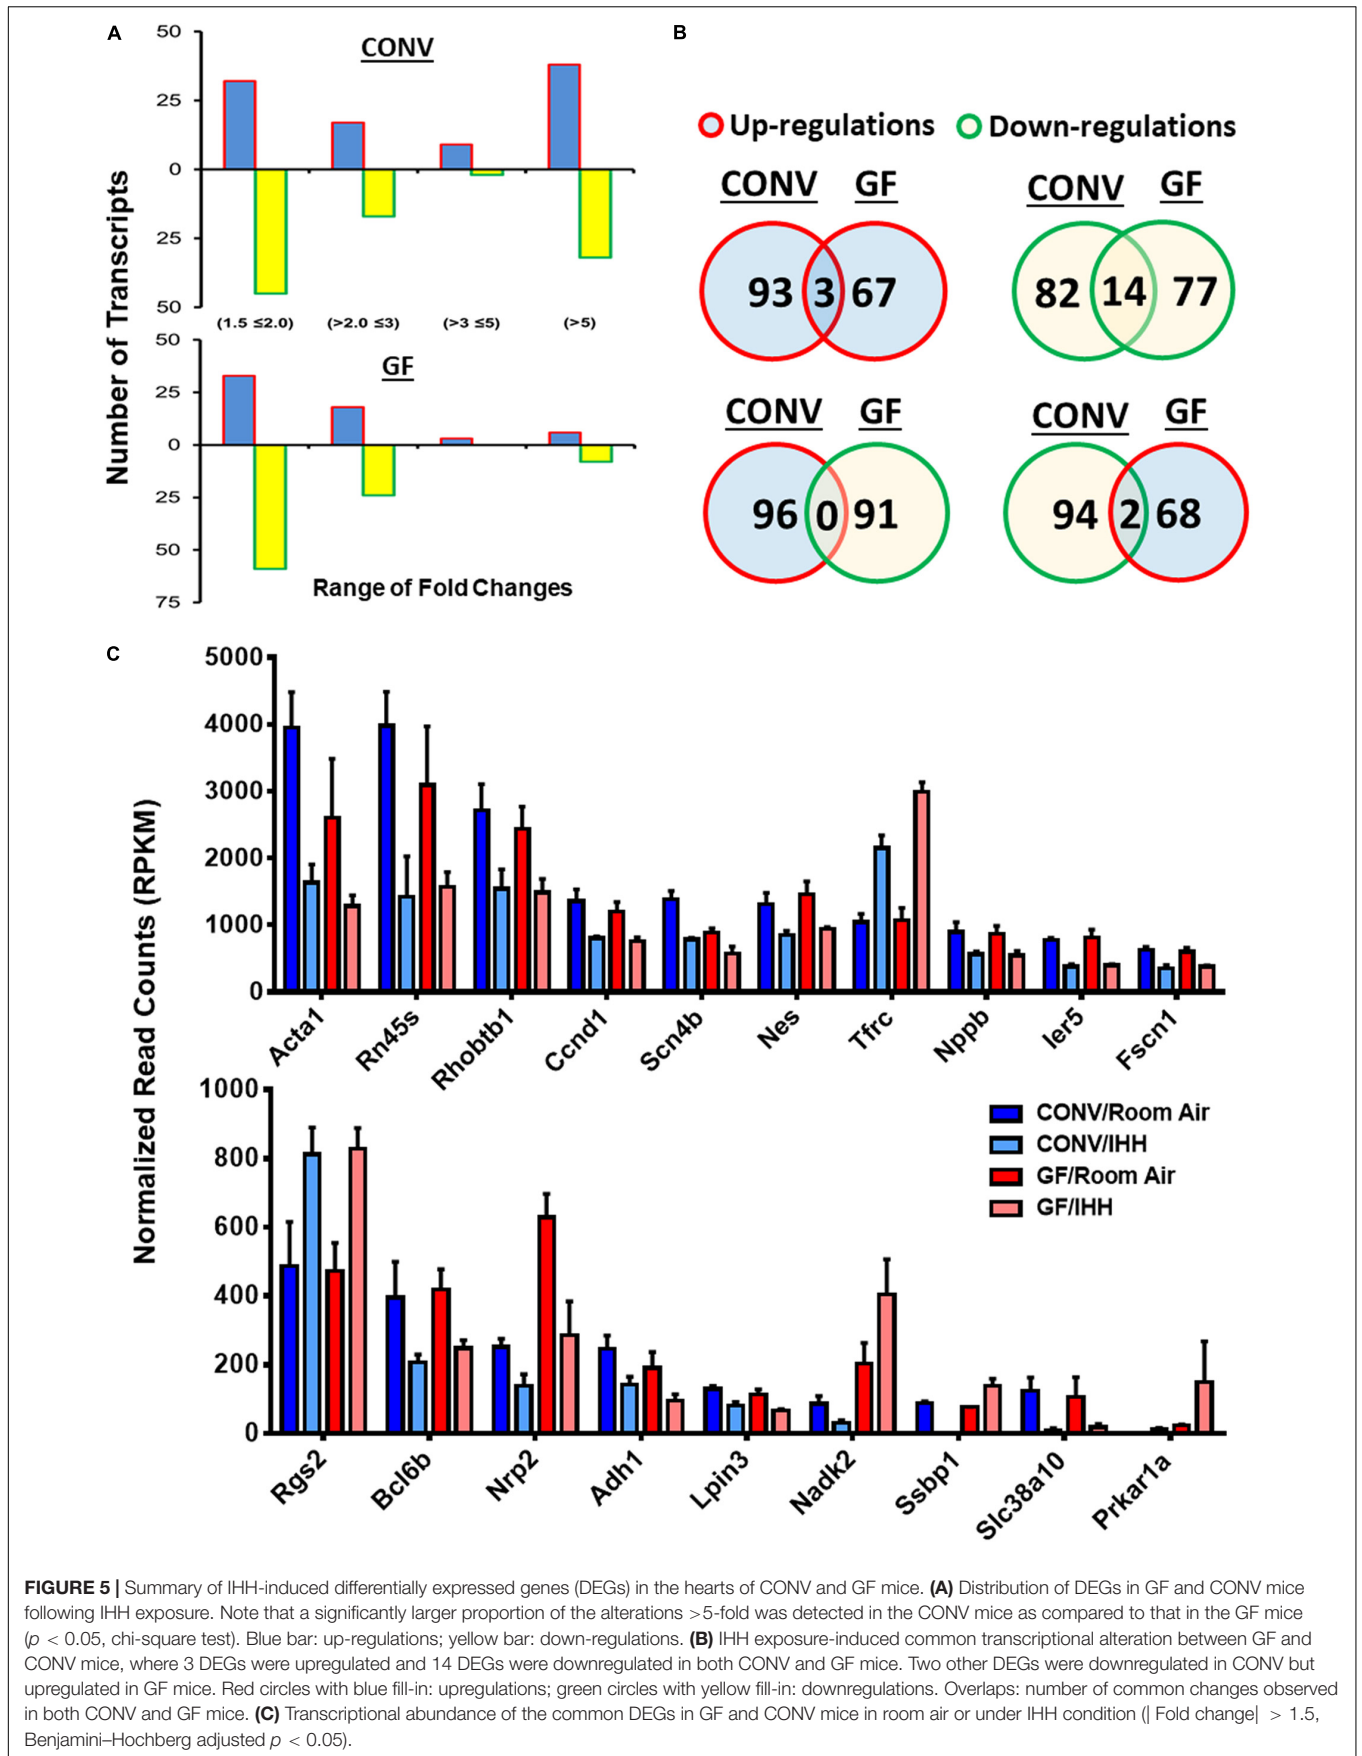 A
CONV
50
25
0
25
50
(1.5 ≤2.0) (>2.0 ≤3) (>3 ≤5) (>5)
GF
50
25
0
25
50
75
Number of Transcripts
Range of Fold Changes
B
Up-regulations Down-regulations
CONV GF CONV GF
93 3 67 82 14 77
CONV GF CONV GF
96 0 91 94 2 68
C
Normalized Read Counts (RPKM)
5000
4000
3000
2000
1000
0
Acta1 Rn45s Rhobtb1 Ccnd1 Scn4b Nes Tfrc Nppb Ier5 Fscn1
1000
800
600
400
200
0
CONV/Room Air
CONV/IHH
GF/Room Air
GF/IHH
Rgs2 Bcl6b Nrp2 Adh1 Lpin3 Nadk2 Ssbp1 Slc38a10 Prkar1a
FIGURE 5 | Summary of IHH-induced differentially expressed genes (DEGs) in the hearts of CONV and GF mice. (A) Distribution of DEGs in GF and CONV mice
following IHH exposure. Note that a significantly larger proportion of the alterations >5-fold was detected in the CONV mice as compared to that in the GF mice
(p < 0.05, chi-square test). Blue bar: up-regulations; yellow bar: down-regulations. (B) IHH exposure-induced common transcriptional alteration between GF and
CONV mice, where 3 DEGs were upregulated and 14 DEGs were downregulated in both CONV and GF mice. Two other DEGs were downregulated in CONV but
upregulated in GF mice. Red circles with blue fill-in: upregulations; green circles with yellow fill-in: downregulations. Overlaps: number of common changes observed
in both CONV and GF mice. (C) Transcriptional abundance of the common DEGs in GF and CONV mice in room air or under IHH condition (| Fold change| > 1.5,
Benjamini–Hochberg adjusted p < 0.05).